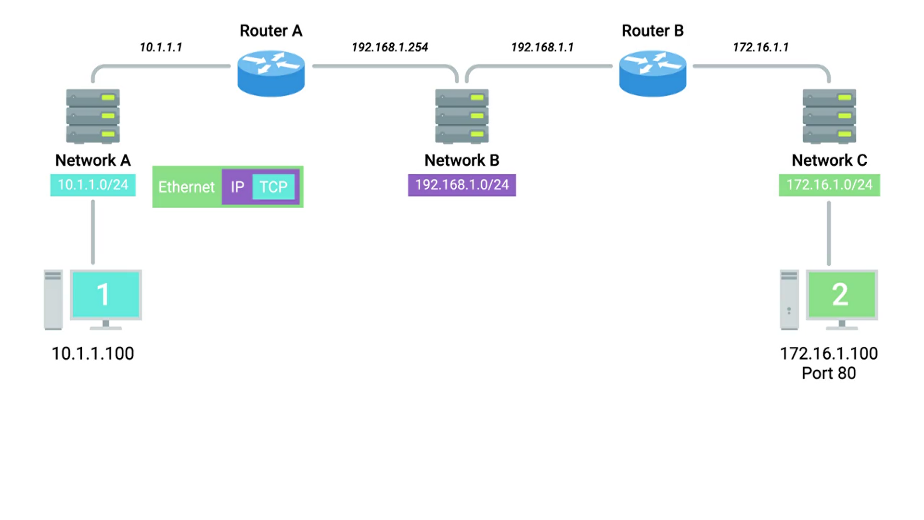 Router A
Router B
10.1.1.1
192.168.1.254
192.168.1.1
172.16.1.1
Network A
Network B
Network C
10.1.1.0/24
Ethernet IP TCP
192.168.1.0/24
172.16.1.0/24
1
2
10.1.1.100
172.16.1.100
Port 80